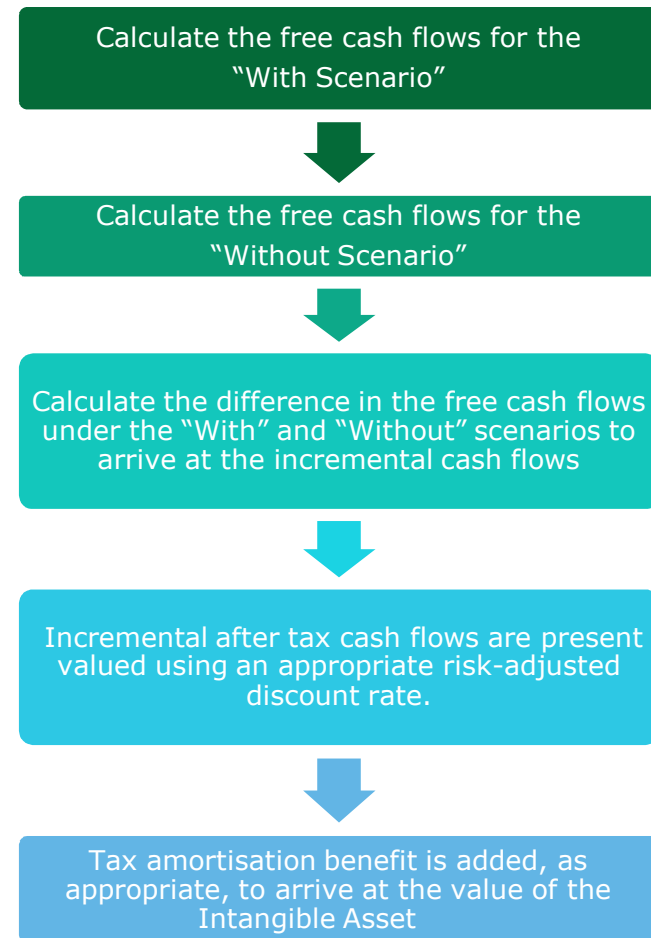 Calculate the free cash flows for the
“With Scenario”
Calculate the free cash flows for the
“Without Scenario”
Calculate the difference in the free cash flows
under the “With” and “Without” scenarios to
arrive at the incremental cash flows
Incremental after tax cash flows are present
valued using an appropriate risk-adjusted
discount rate.
Tax amortisation benefit is added, as
appropriate, to arrive at the value of the
Intangible Asset